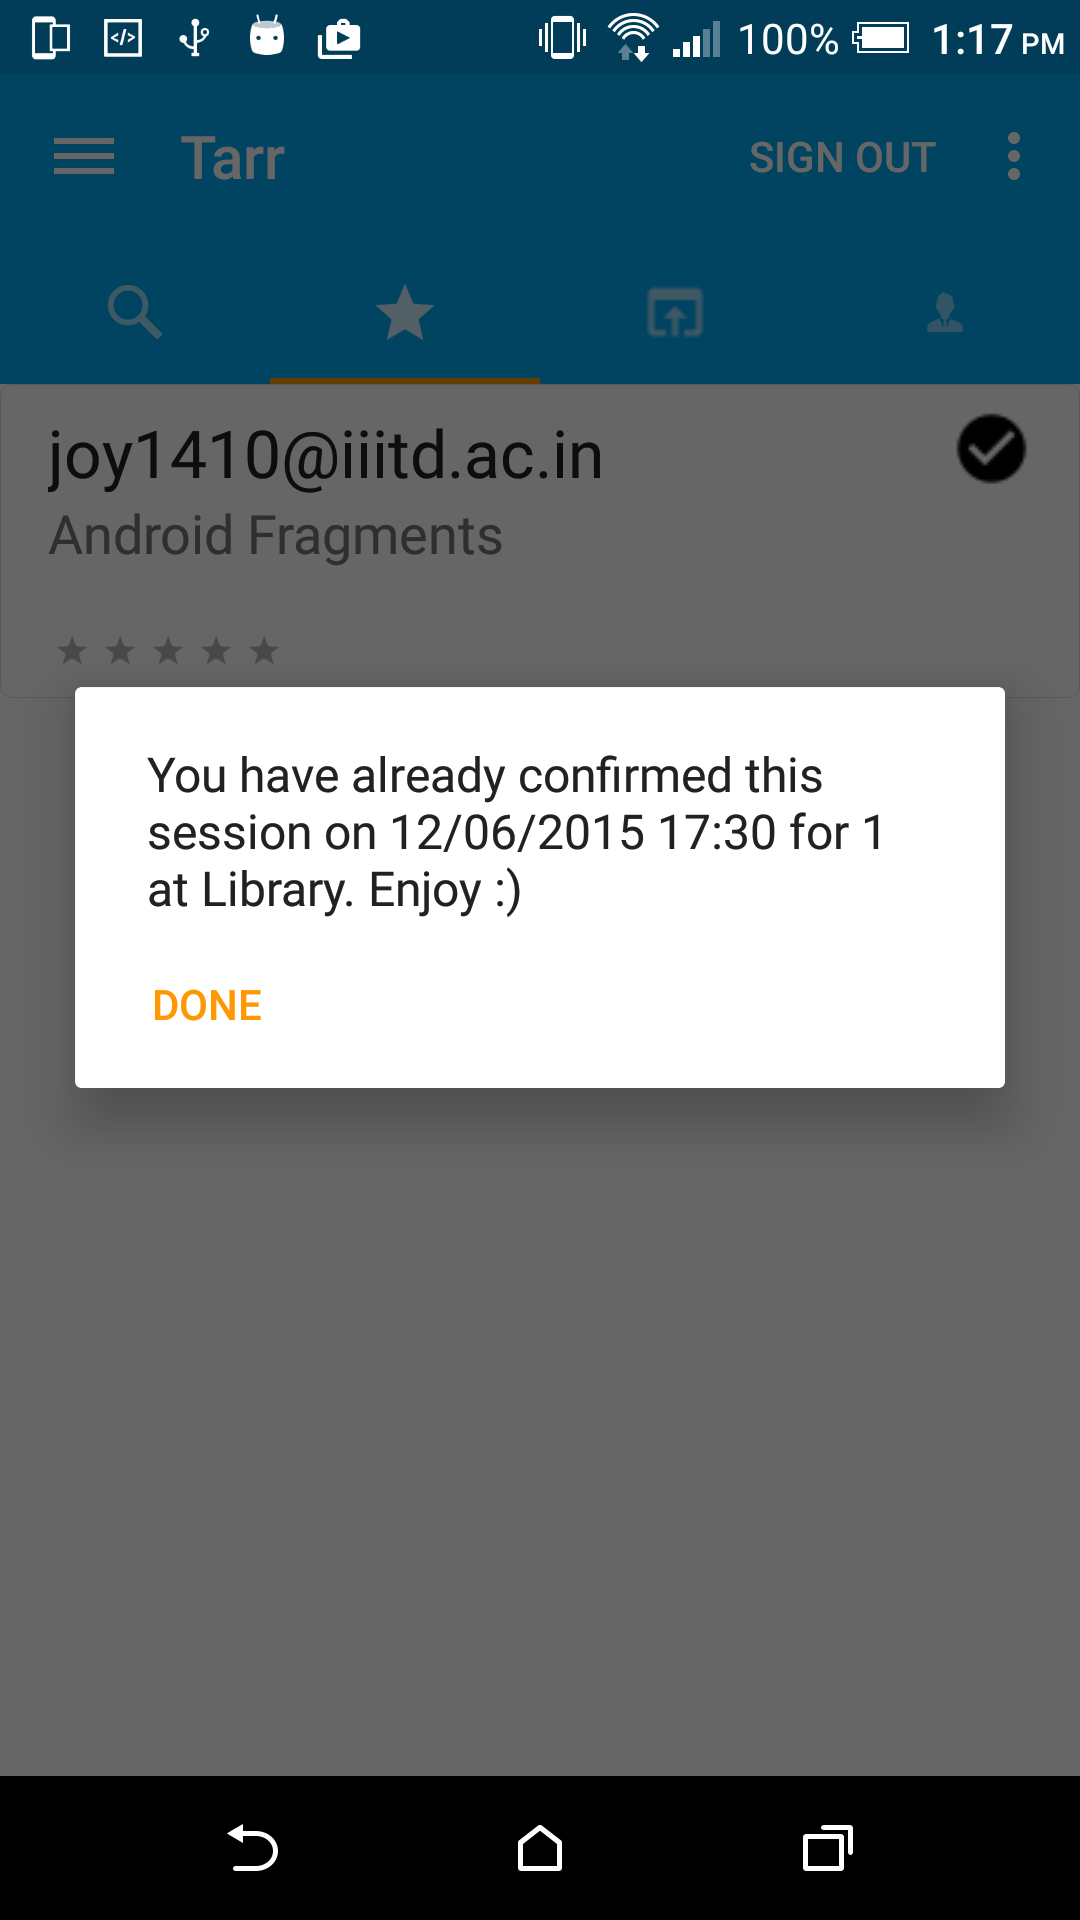 100% 1:17 PM
Tarr SIGN OUT
joy1410@iiitd.ac.in
Android Fragments
You have already confirmed this
session on 12/06/2015 17:30 for 1
at Library. Enjoy :)
DONE